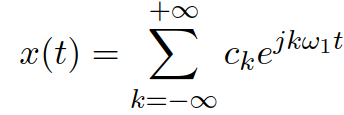 x(t) = \sum_{k=-\infty}^{+\infty} c_k e^{jk\omega_1 t}